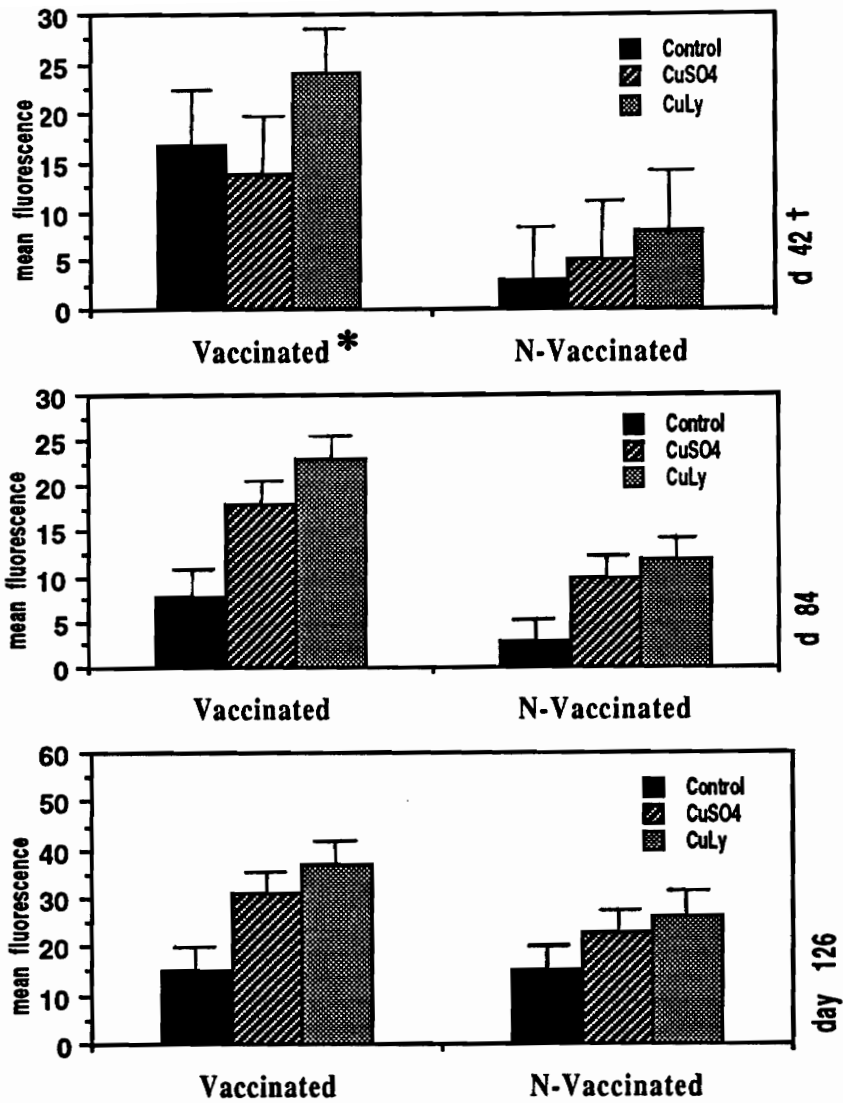 30
25
20
15
10
5
0
mean fluorescence
Control
CuSO4
CuLy
d 42 †
Vaccinated *
N-Vaccinated
30
25
20
15
10
5
0
mean fluorescence
Control
CuSO4
CuLy
d 84
Vaccinated
N-Vaccinated
60
50
40
30
20
10
0
mean fluorescence
Control
CuSO4
CuLy
day 126
Vaccinated
N-Vaccinated